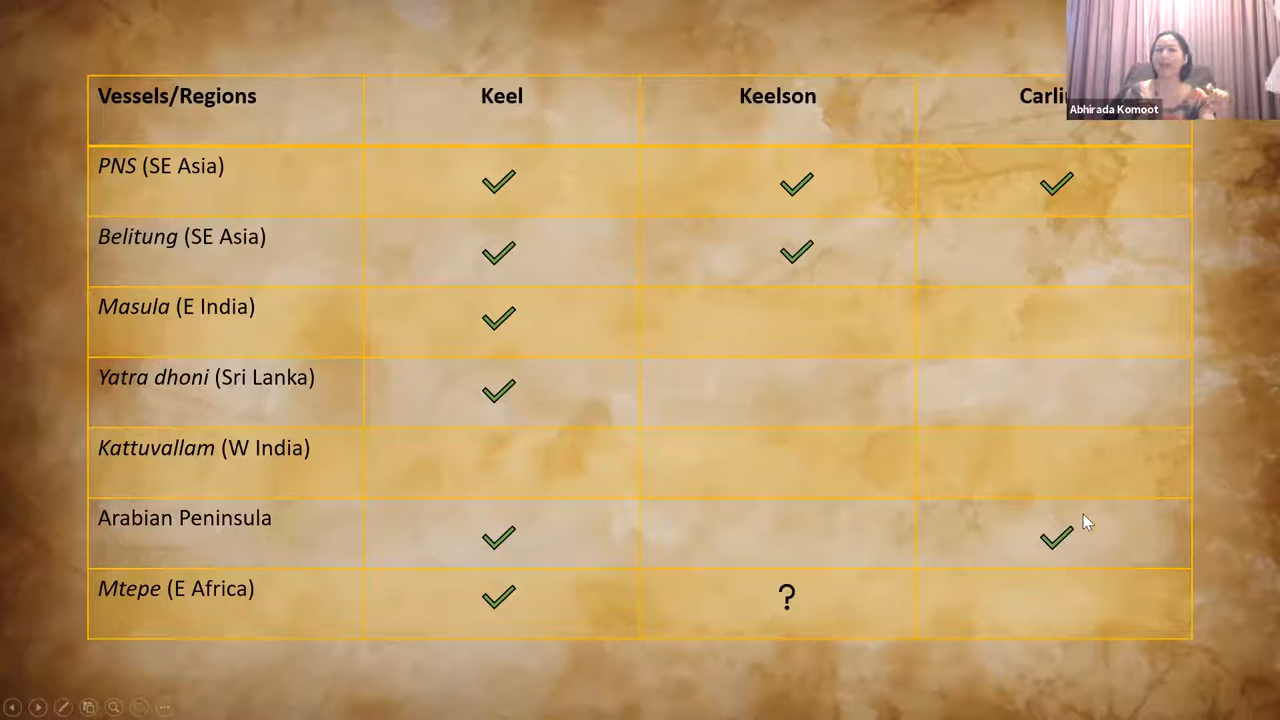 Vessels/Regions Keel Keelson
Abhirada Komoot
PNS (SE Asia)
Belitung (SE Asia)
Masula (E India)
Yatra dhoni (Sri Lanka)
Kattuvallam (W India)
Arabian Peninsula
Mtepe (E Africa) ?